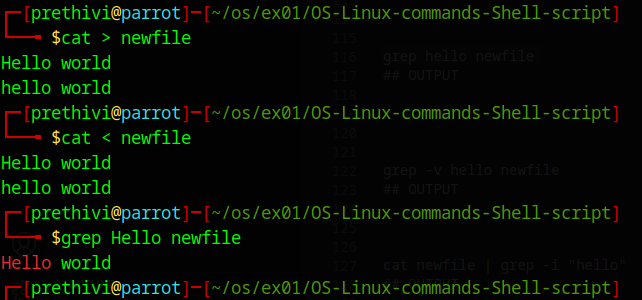 ┌─[prethivi@parrot]─[~/os/ex01/OS-Linux-commands-Shell-script]
└──╼ $cat > newfile
Hello world
hello world
┌─[prethivi@parrot]─[~/os/ex01/OS-Linux-commands-Shell-script]
└──╼ $cat < newfile
Hello world
hello world
┌─[prethivi@parrot]─[~/os/ex01/OS-Linux-commands-Shell-script]
└──╼ $grep Hello newfile
Hello world
┌─[prethivi@parrot]─[~/os/ex01/OS-Linux-commands-Shell-script]
115
116 grep hello newfile
117 ## OUTPUT
119
120
121
122 grep -v hello newfile
123 ## OUTPUT
126
127 cat newfile | grep -i "hello"